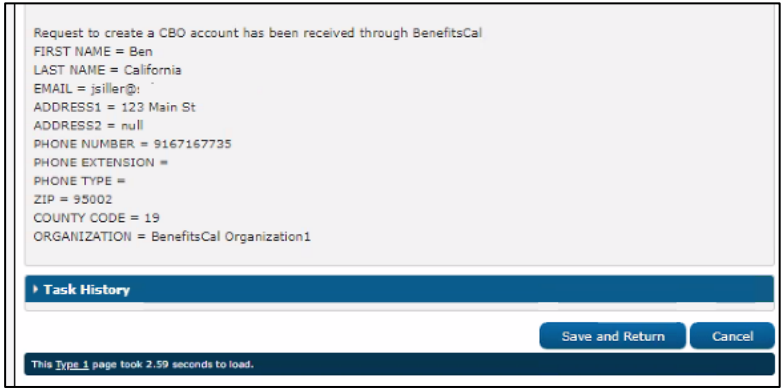 Request to create a CBO account has been received through BenefitsCal
FIRST NAME = Ben
LAST NAME = California
EMAIL = jsiller@
ADDRESS1 = 123 Main St
ADDRESS2 = null
PHONE NUMBER = 9167167735
PHONE EXTENSION =
PHONE TYPE =
ZIP = 95002
COUNTY CODE = 19
ORGANIZATION = BenefitsCal Organization1
Task History
Save and Return Cancel
This Type 1 page took 2.59 seconds to load.